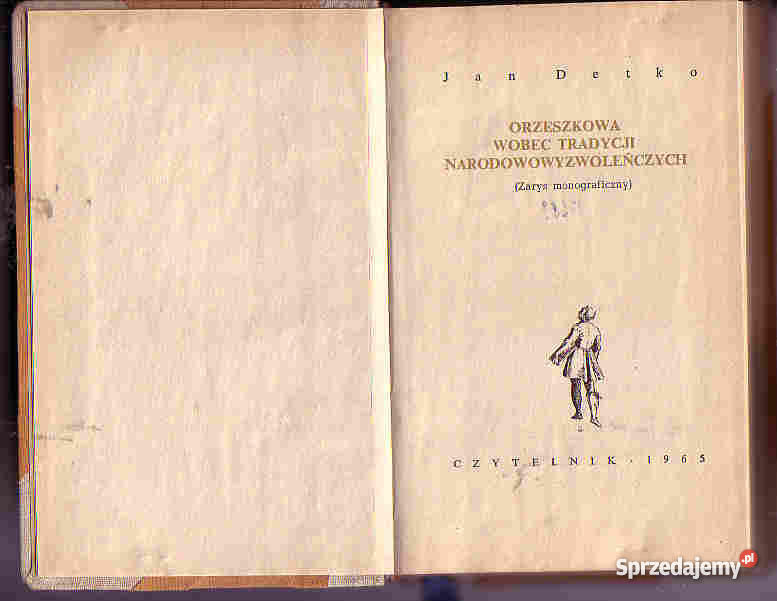 Jan Detko
ORZESZKOWA
WOBEC TRADYCJI
NARODOWOWYZWOLEŃCZYCH
(Zarys monograficzny)
CZYTELNIK · 1965
Sprzedajemy.pl